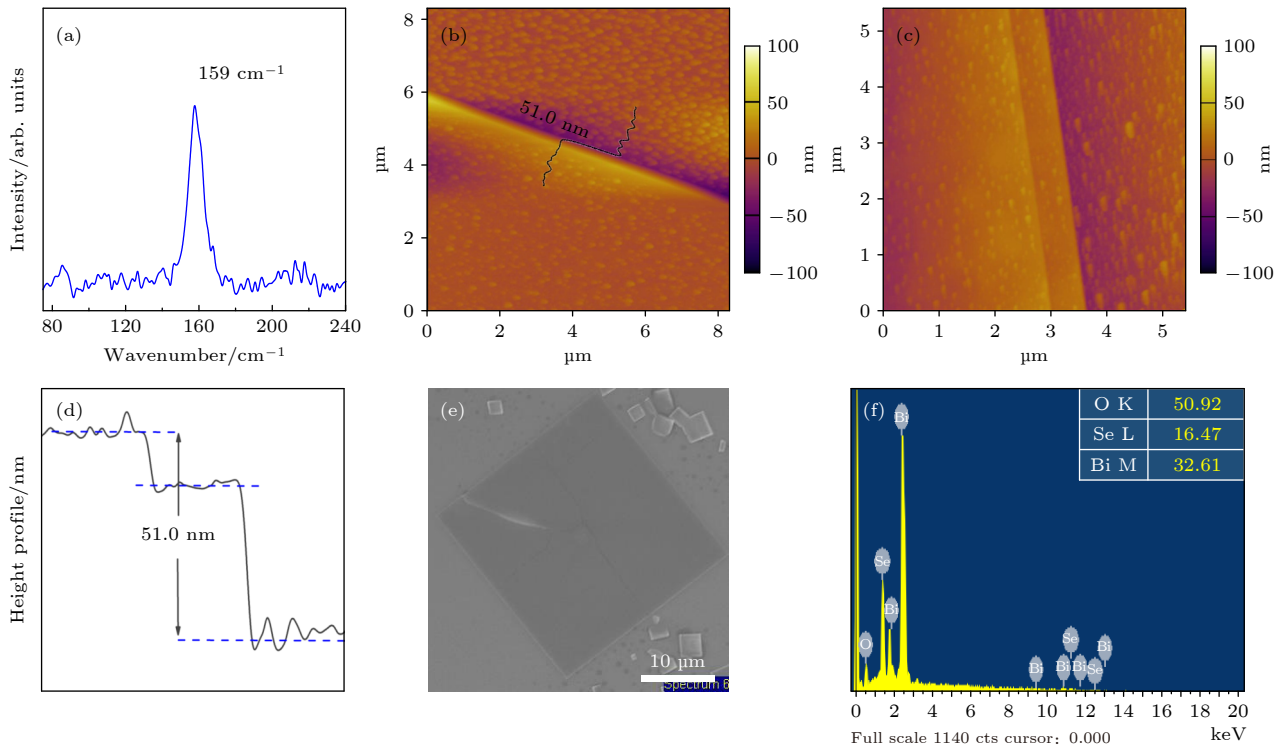 (a)
159 cm⁻¹
Intensity/arb. units
80
120
160
200
240
Wavenumber/cm⁻¹
(b)
51.0 nm
8
6
4
2
0
µm
0
2
4
6
8
µm
100
50
0
−50
−100
nm
(c)
5
4
3
2
1
0
µm
0
1
2
3
4
5
µm
100
50
0
−50
−100
nm
(d)
51.0 nm
Height profile/nm
(e)
10 µm
Spectrum 6
(f)
O K 50.92
Se L 16.47
Bi M 32.61
Bi
Se
Bi
O
Bi
Bi
Se
Bi
Se
Bi
0 2 4 6 8 10 12 14 16 18 20
Full scale 1140 cts cursor: 0.000
keV